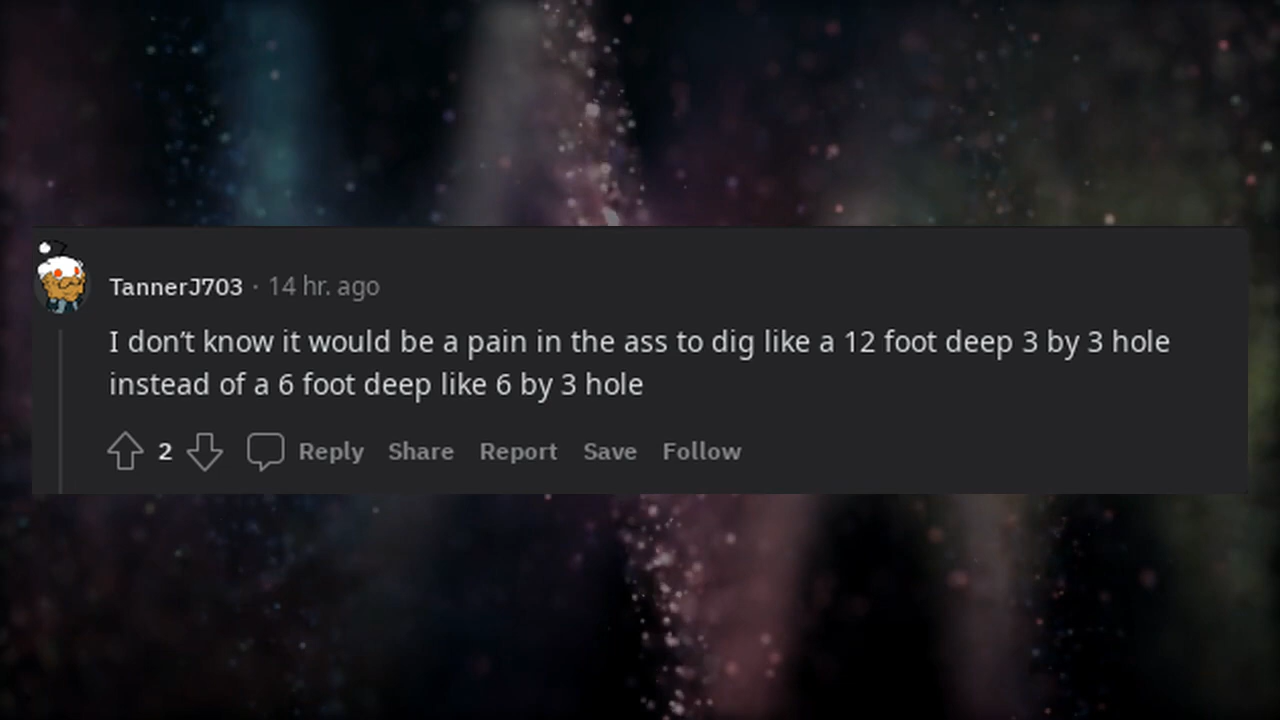 TannerJ703 · 14 hr. ago
I don’t know it would be a pain in the ass to dig like a 12 foot deep 3 by 3 hole
instead of a 6 foot deep like 6 by 3 hole
2 Reply Share Report Save Follow